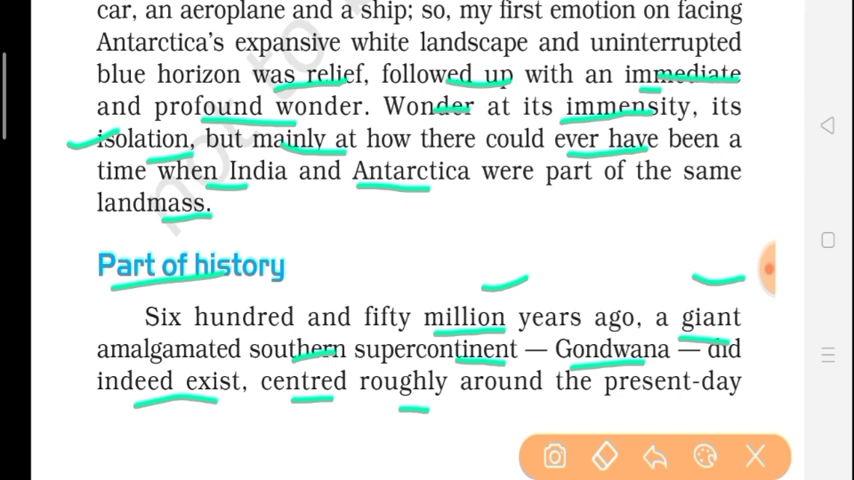 car, an aeroplane and a ship; so, my first emotion on facing
Antarctica's expansive white landscape and uninterrupted
blue horizon was relief, followed up with an immediate
and profound wonder. Wonder at its immensity, its
isolation, but mainly at how there could ever have been a
time when India and Antarctica were part of the same
landmass.
Part of history
Six hundred and fifty million years ago, a giant
amalgamated southern supercontinent — Gondwana — did
indeed exist, centred roughly around the present-day
not to